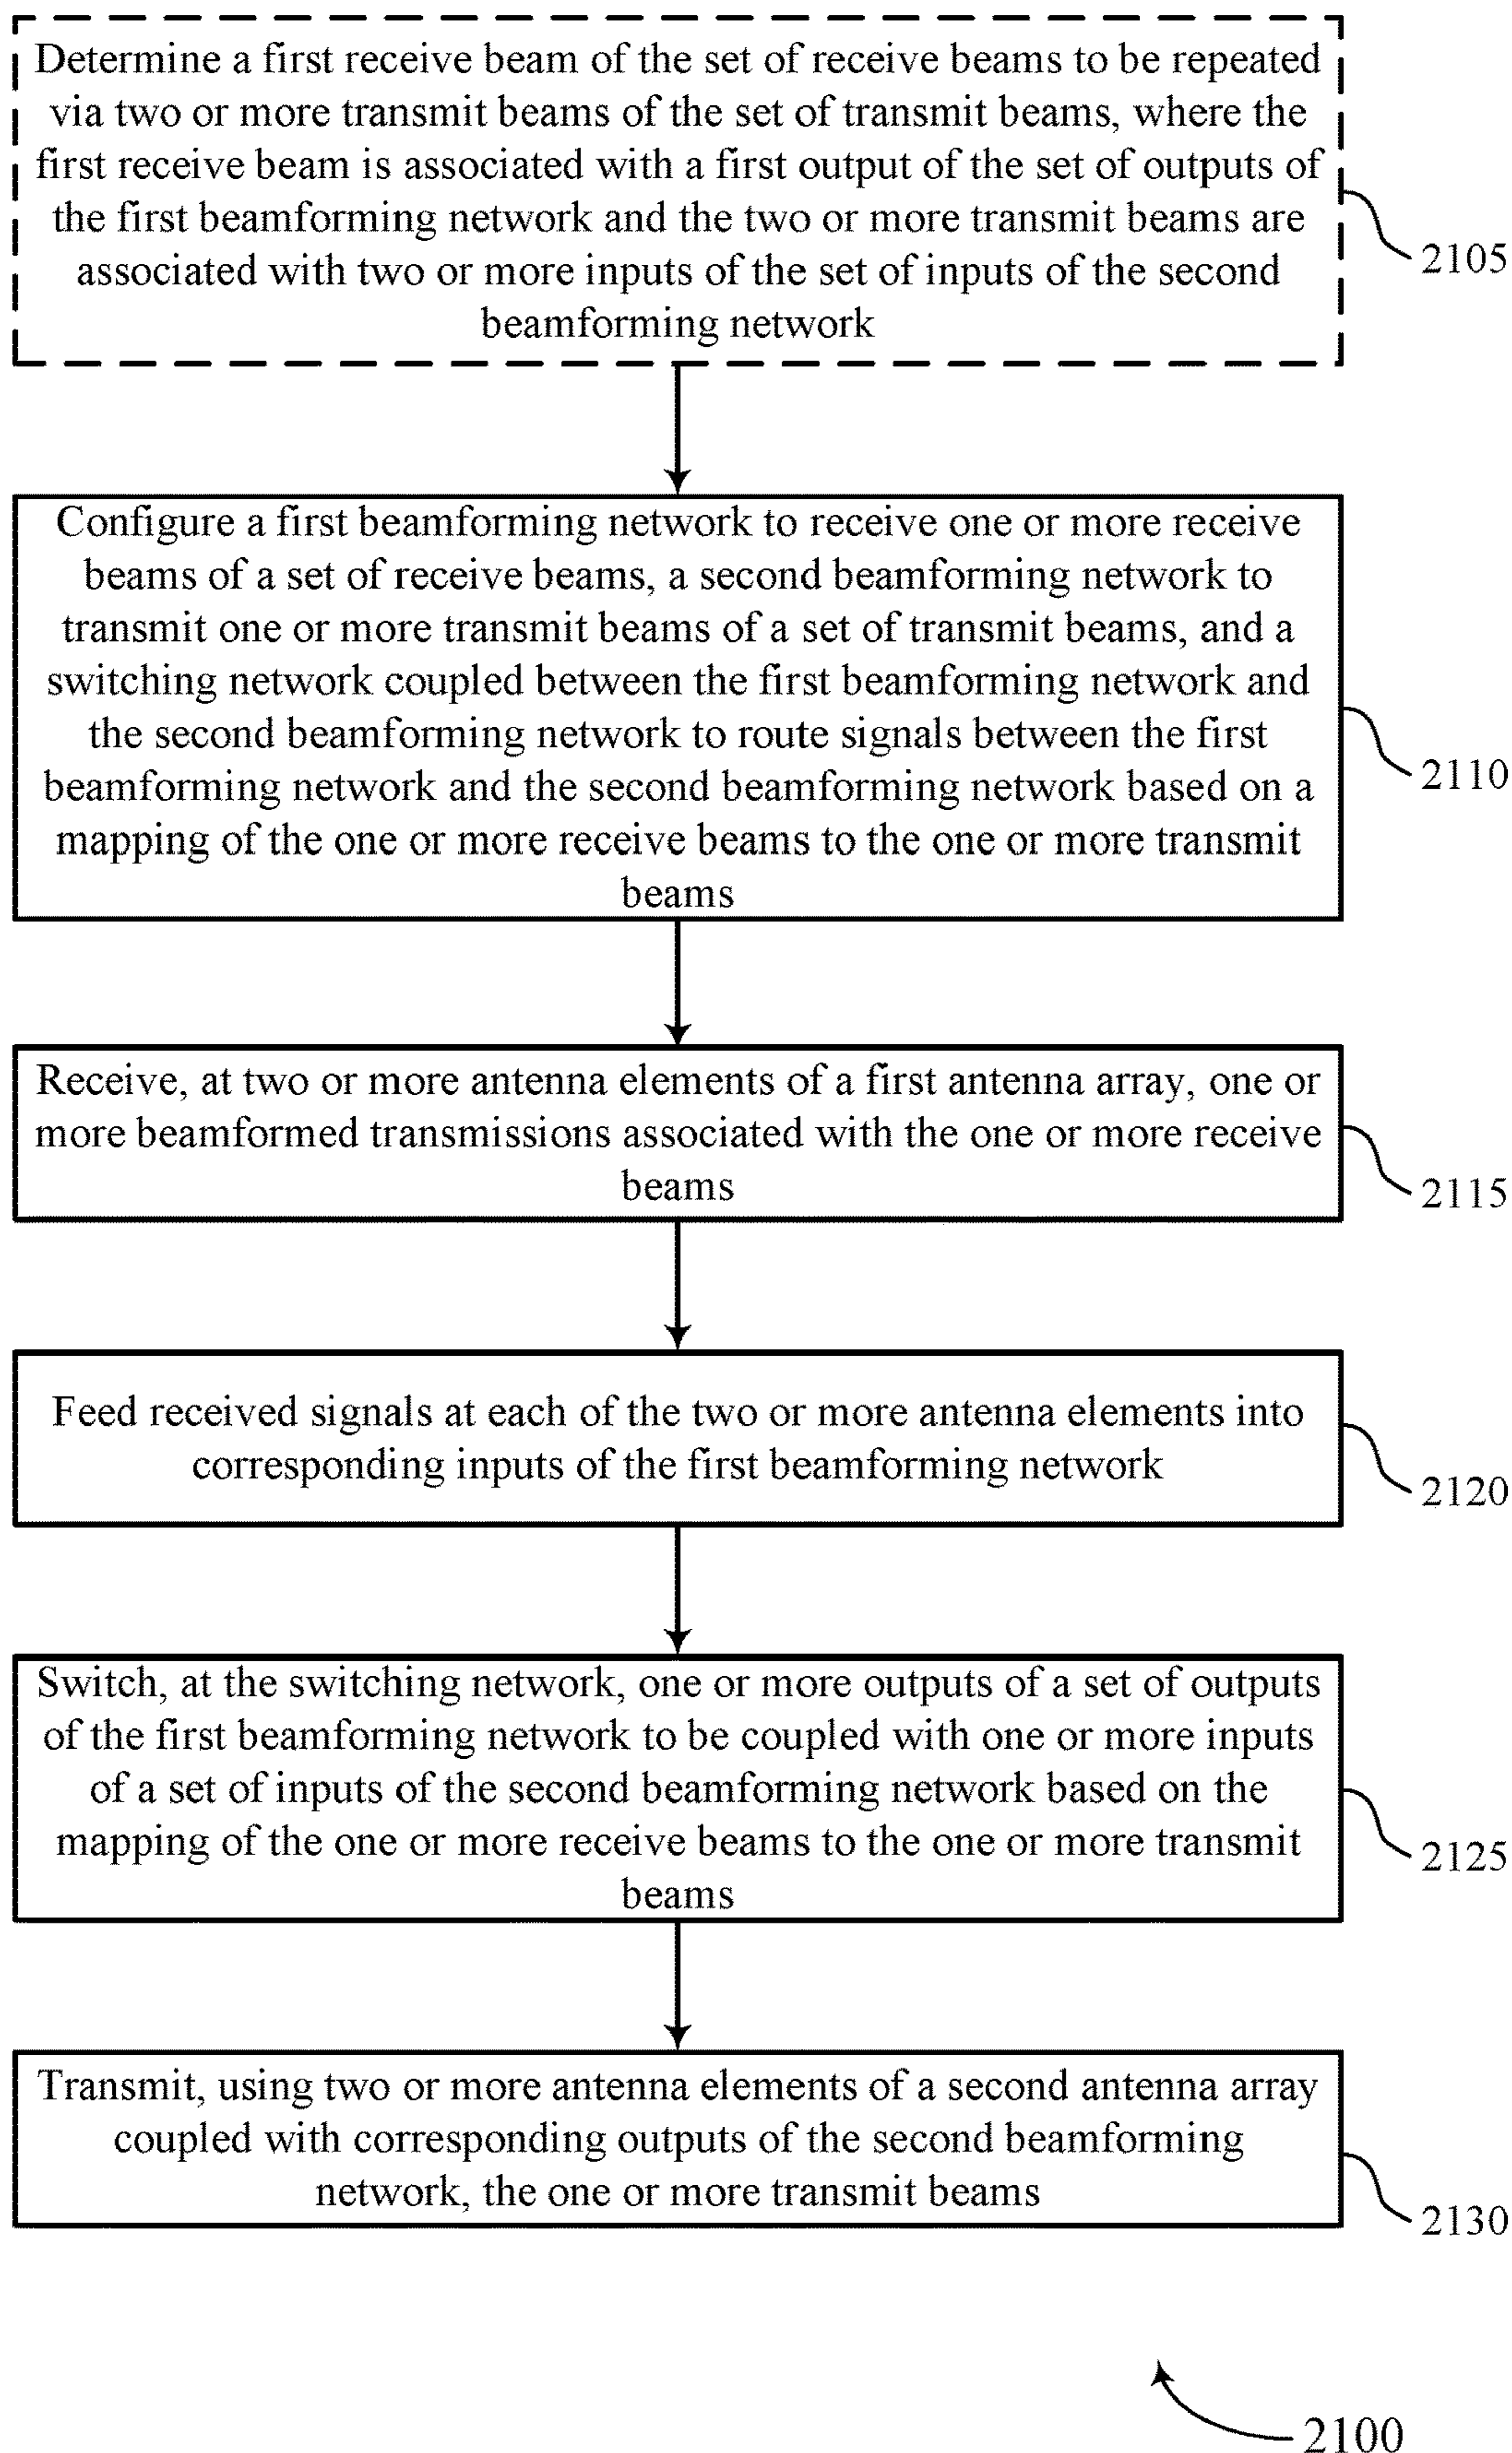 Determine a first receive beam of the set of receive beams to be repeated
via two or more transmit beams of the set of transmit beams, where the
first receive beam is associated with a first output of the set of outputs of
the first beamforming network and the two or more transmit beams are
associated with two or more inputs of the set of inputs of the second
beamforming network
2105
Configure a first beamforming network to receive one or more receive
beams of a set of receive beams, a second beamforming network to
transmit one or more transmit beams of a set of transmit beams, and a
switching network coupled between the first beamforming network and
the second beamforming network to route signals between the first
beamforming network and the second beamforming network based on a
mapping of the one or more receive beams to the one or more transmit
beams
2110
Receive, at two or more antenna elements of a first antenna array, one or
more beamformed transmissions associated with the one or more receive
beams
2115
Feed received signals at each of the two or more antenna elements into
corresponding inputs of the first beamforming network
2120
Switch, at the switching network, one or more outputs of a set of outputs
of the first beamforming network to be coupled with one or more inputs
of a set of inputs of the second beamforming network based on the
mapping of the one or more receive beams to the one or more transmit
beams
2125
Transmit, using two or more antenna elements of a second antenna array
coupled with corresponding outputs of the second beamforming
network, the one or more transmit beams
2130
2100